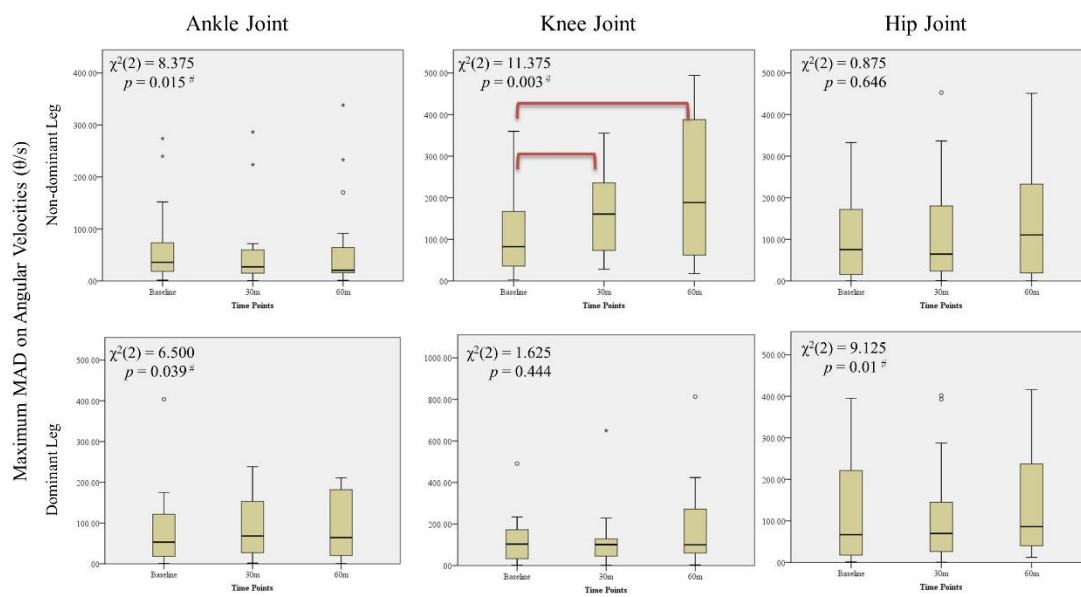 Ankle Joint
Knee Joint
Hip Joint
Maximum MAD on Angular Velocities (θ/s)
Non-dominant Leg
χ²(2) = 8.375
p = 0.015 #
400.00
300.00
200.00
100.00
.00
Baseline 30m 60m
Time Points
χ²(2) = 11.375
p = 0.003 #
500.00
400.00
300.00
200.00
100.00
.00
Baseline 30m 60m
Time Points
χ²(2) = 0.875
p = 0.646
500.00
400.00
300.00
200.00
100.00
.00
Baseline 30m 60m
Time Points
Dominant Leg
χ²(2) = 6.500
p = 0.039 #
500.00
400.00
300.00
200.00
100.00
.00
Baseline 30m 60m
Time Points
χ²(2) = 1.625
p = 0.444
1000.00
800.00
600.00
400.00
200.00
.00
Baseline 30m 60m
Time Points
χ²(2) = 9.125
p = 0.01 #
500.00
400.00
300.00
200.00
100.00
.00
Baseline 30m 60m
Time Points